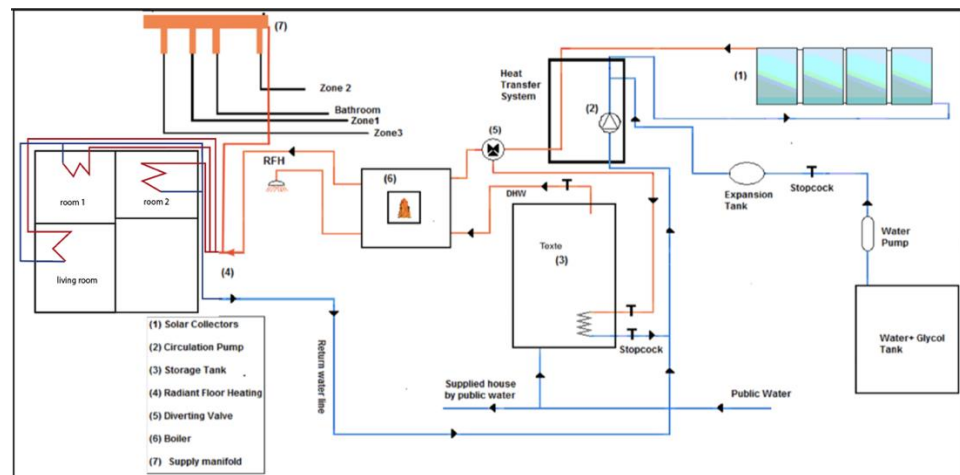 (7)
Zone 2
Bathroom
Zone1
Zone3
Heat
Transfer
System
(2)
(1)
(5)
RFH
(6)
DHW
Expansion
Tank
Stopcock
Water
Pump
room 1
room 2
living room
(4)
Texte
(3)
Stopcock
Water+ Glycol
Tank
Return water line
Supplied house
by public water
Public Water
(1) Solar Collectors
(2) Circulation Pump
(3) Storage Tank
(4) Radiant Floor Heating
(5) Diverting Valve
(6) Boiler
(7) Supply manifold